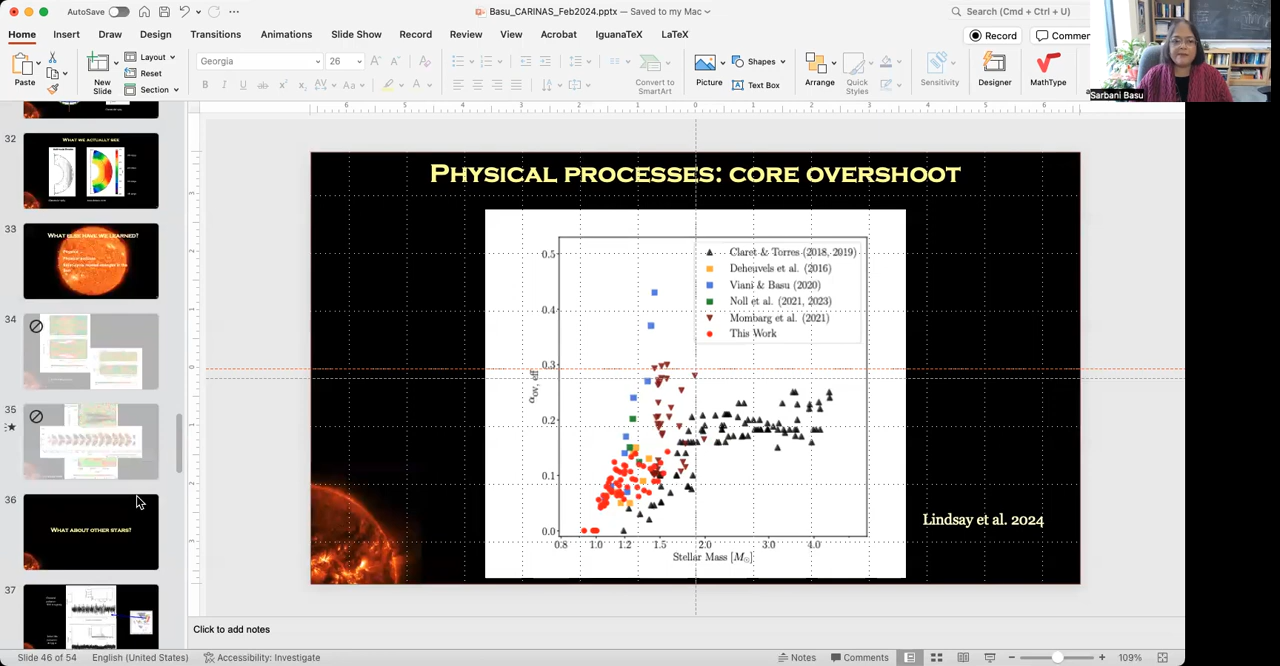 AutoSave
Basu_CARINAS_Feb2024.pptx — Saved to my Mac
Search (Cmd + Ctrl + U)
Home Insert Draw Design Transitions Animations Slide Show Record Review View Acrobat IguanaTeX LaTeX
Record
Commen
Paste
New
Slide
Layout
Reset
Section
Georgia
26
Convert to
SmartArt
Picture
Shapes
Text Box
Arrange
Quick
Styles
Sensitivity
Designer
MathType
Sarbani Basu
32
What we actually see
33
What else have we learned?
34
35
36
What about other stars?
37
Physical processes: core overshoot
Claret & Torres (2018, 2019)
Deheuvels et al. (2016)
Viani & Basu (2020)
Noll et al. (2021, 2023)
Mombarg et al. (2021)
This Work
0.5
0.4
0.3
0.2
0.1
0.0
αov, eff
0.8 1.0 1.2 1.5 2.0 3.0 4.0
Stellar Mass [M⊙]
Lindsay et al. 2024
Click to add notes
Slide 46 of 54
English (United States)
Accessibility: Investigate
Notes
Comments
109%